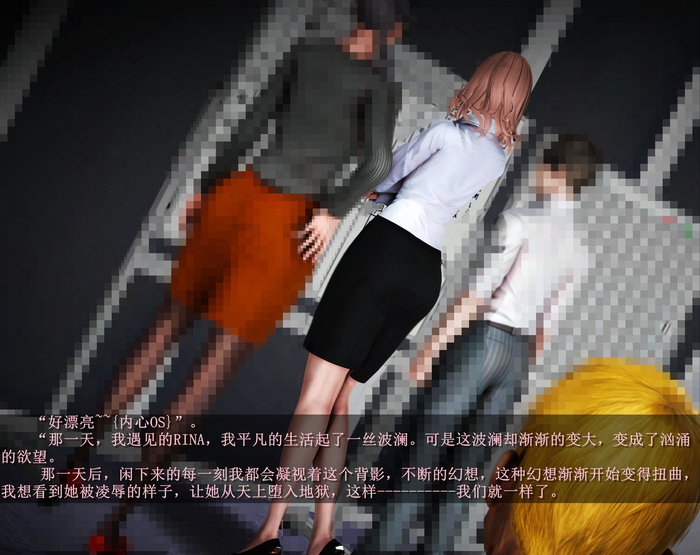 “好漂亮~~{内心OS}”。
“那一天，我遇见的RINA，我平凡的生活起了一丝波澜。可是这波澜却渐渐的变大，变成了汹涌
的欲望。
那一天后，闲下来的每一刻我都会凝视着这个背影，不断的幻想，这种幻想渐渐开始变得扭曲，
我想看到她被凌辱的样子，让她从天上堕入地狱，这样----------我们就一样了。